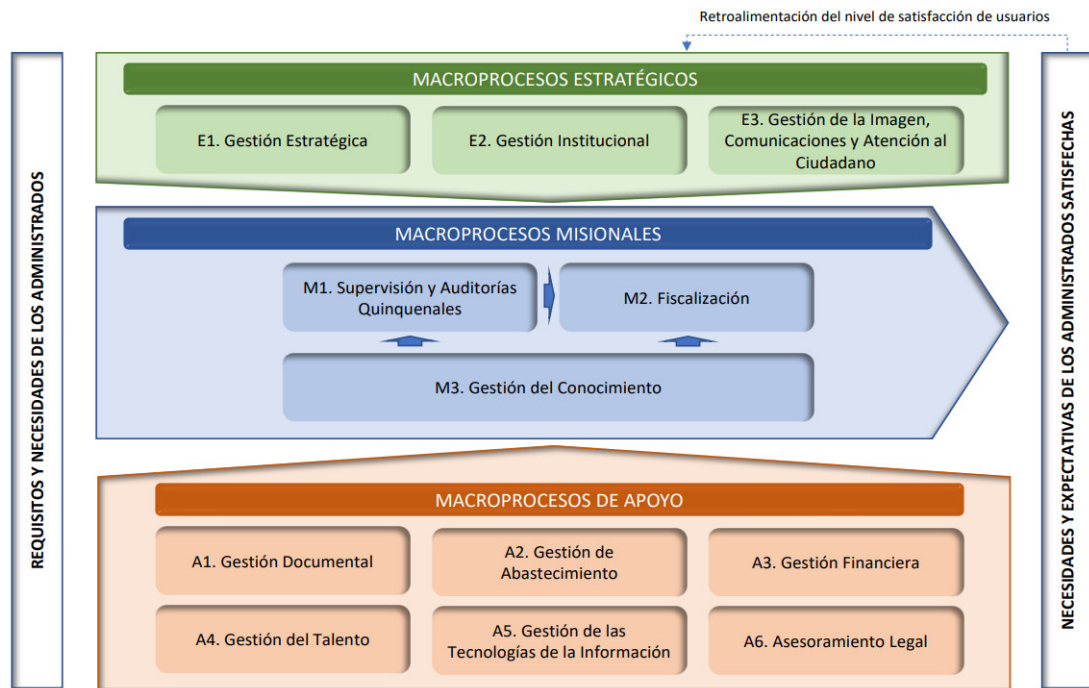 Retroalimentación del nivel de satisfacción de usuarios
REQUISITOS Y NECESIDADES DE LOS ADMINISTRADOS
MACROPROCESOS ESTRATÉGICOS
E1. Gestión Estratégica
E2. Gestión Institucional
E3. Gestión de la Imagen,
Comunicaciones y Atención al
Ciudadano
MACROPROCESOS MISIONALES
M1. Supervisión y Auditorías
Quinquenales
M2. Fiscalización
M3. Gestión del Conocimiento
MACROPROCESOS DE APOYO
A1. Gestión Documental
A2. Gestión de
Abastecimiento
A3. Gestión Financiera
A4. Gestión del Talento
A5. Gestión de las
Tecnologías de la Información
A6. Asesoramiento Legal
NECESIDADES Y EXPECTATIVAS DE LOS ADMINISTRADOS SATISFECHAS